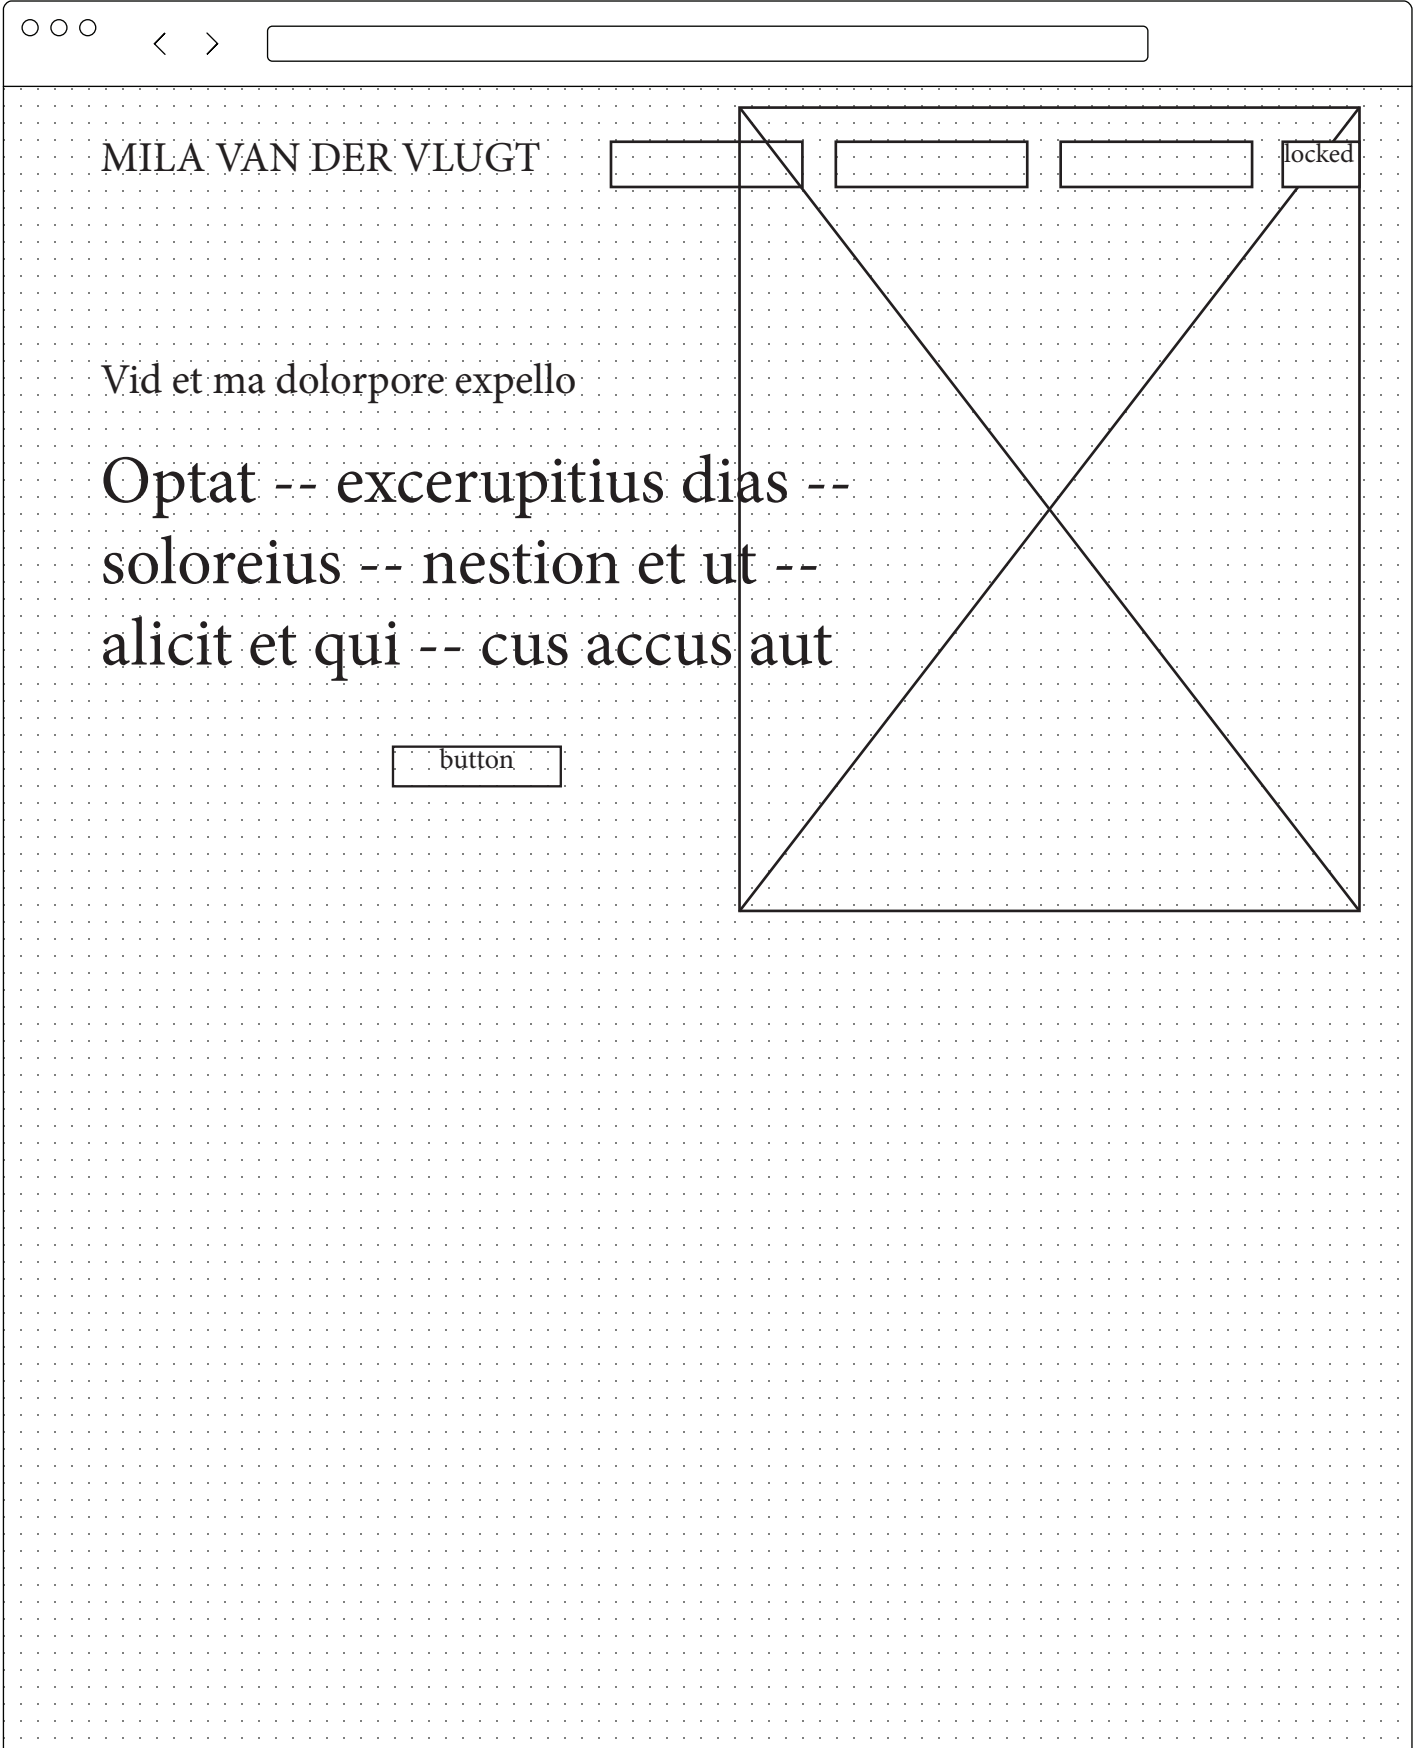 MILA VAN DER VLUGT
locked
Vid et ma dolorpore expello
Optat -- excerupitius dias --
soloreius -- nestion et ut --
alicit et qui -- cus accus aut
button